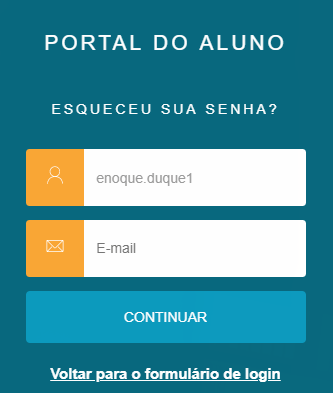 PORTAL DO ALUNO
ESQUECEU SUA SENHA?
enoque.duque1
E-mail
CONTINUAR
Voltar para o formulário de login